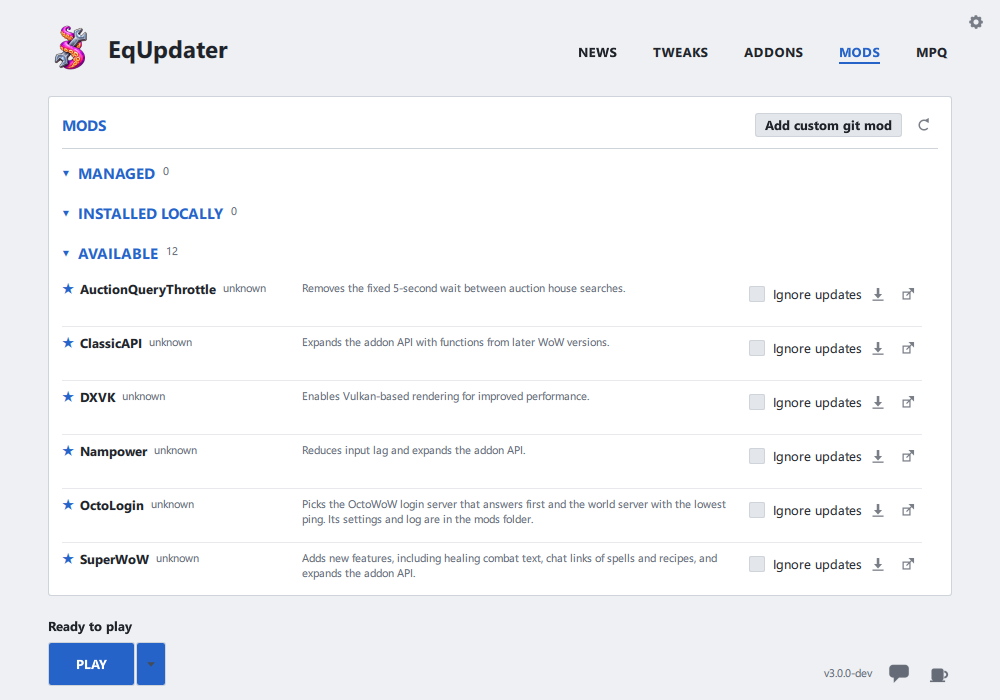 EqUpdater
NEWS TWEAKS ADDONS MODS MPQ
MODS
Add custom git mod
MANAGED 0
INSTALLED LOCALLY 0
AVAILABLE 12
AuctionQueryThrottle unknown Removes the fixed 5-second wait between auction house searches. Ignore updates
ClassicAPI unknown Expands the addon API with functions from later WoW versions. Ignore updates
DXVK unknown Enables Vulkan-based rendering for improved performance. Ignore updates
Nampower unknown Reduces input lag and expands the addon API. Ignore updates
OctoLogin unknown Picks the OctoWoW login server that answers first and the world server with the lowest
ping. Its settings and log are in the mods folder. Ignore updates
SuperWoW unknown Adds new features, including healing combat text, chat links of spells and recipes, and
expands the addon API. Ignore updates
Ready to play
PLAY
v3.0.0-dev